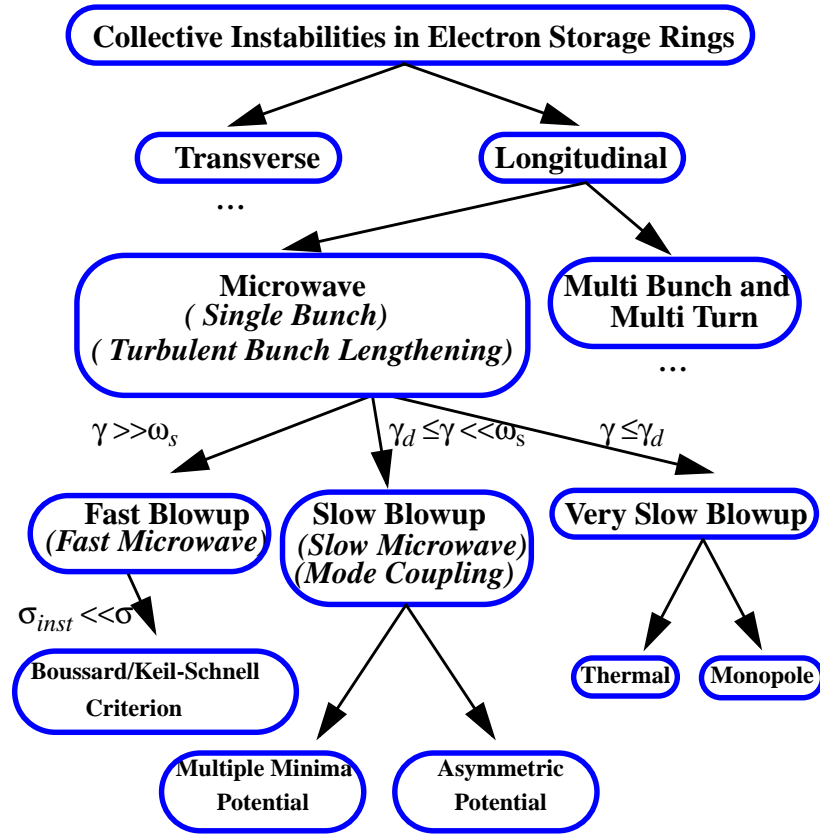 Collective Instabilities in Electron Storage Rings
Transverse
Longitudinal
...
Microwave
( Single Bunch)
( Turbulent Bunch Lengthening)
Multi Bunch and
Multi Turn
...
γ >>ω_s
γ_d ≤γ <<ω_s
γ ≤γ_d
Fast Blowup
(Fast Microwave)
Slow Blowup
(Slow Microwave)
(Mode Coupling)
Very Slow Blowup
σ_inst <<σ
Boussard/Keil-Schnell
Criterion
Thermal
Monopole
Multiple Minima
Potential
Asymmetric
Potential